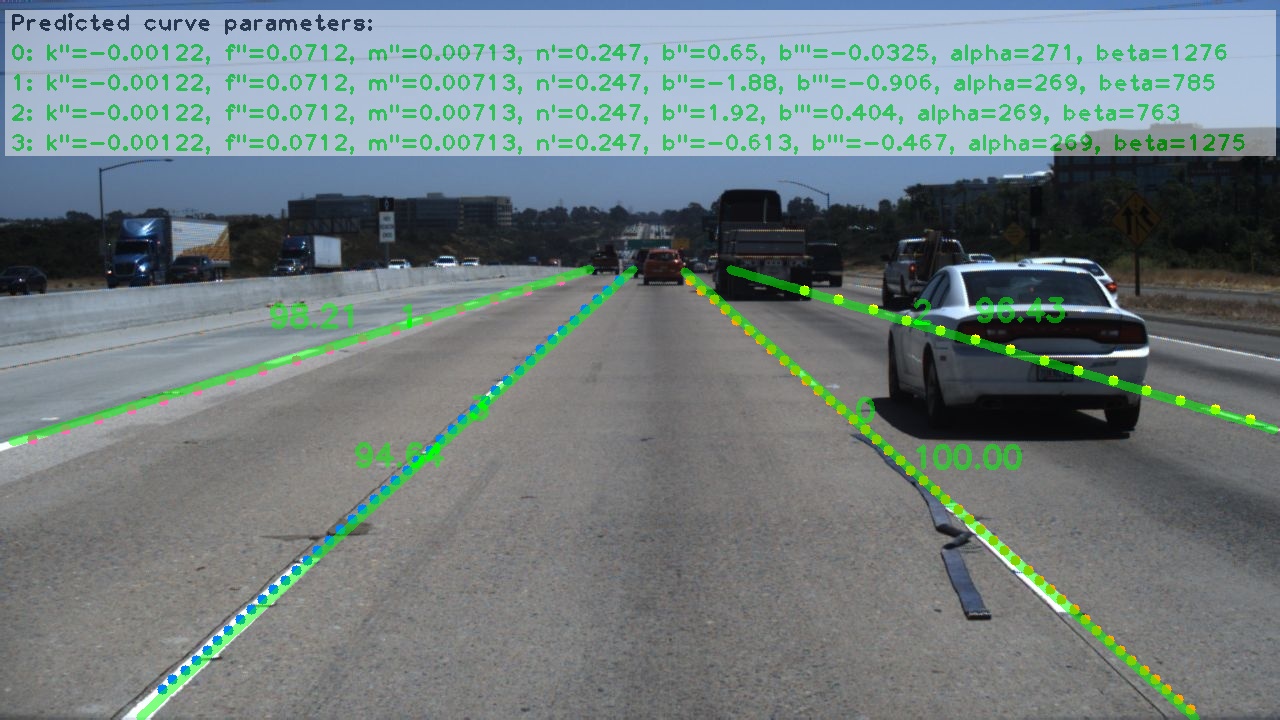 Predicted curve parameters:
0: k''=-0.00122, f''=0.0712, m''=0.00713, n'=0.247, b''=0.65, b'''=-0.0325, alpha=271, beta=1276
1: k''=-0.00122, f''=0.0712, m''=0.00713, n'=0.247, b''=-1.88, b'''=-0.906, alpha=269, beta=785
2: k''=-0.00122, f''=0.0712, m''=0.00713, n'=0.247, b''=1.92, b'''=0.404, alpha=269, beta=763
3: k''=-0.00122, f''=0.0712, m''=0.00713, n'=0.247, b''=-0.613, b'''=-0.467, alpha=269, beta=1275
98.21 1
2 96.43
0
100.00